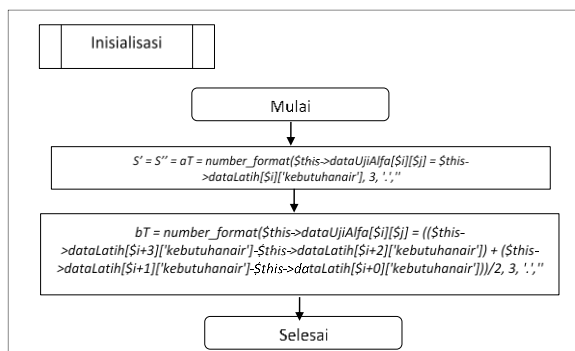 Inisialisasi
Mulai
S' = S'' = aT = number_format($this->dataUjiAlfa[$i][$j] = $this-
>dataLatih[$i]['kebutuhanair'], 3, '.',''
bT = number_format($this->dataUjiAlfa[$i][$j] = (($this-
>dataLatih[$i+3]['kebutuhanair']-$this->dataLatih[$i+2]['kebutuhanair']) + ($this-
>dataLatih[$i+1]['kebutuhanair']-$this->dataLatih[$i+0]['kebutuhanair']))/2, 3, '.',''
Selesai